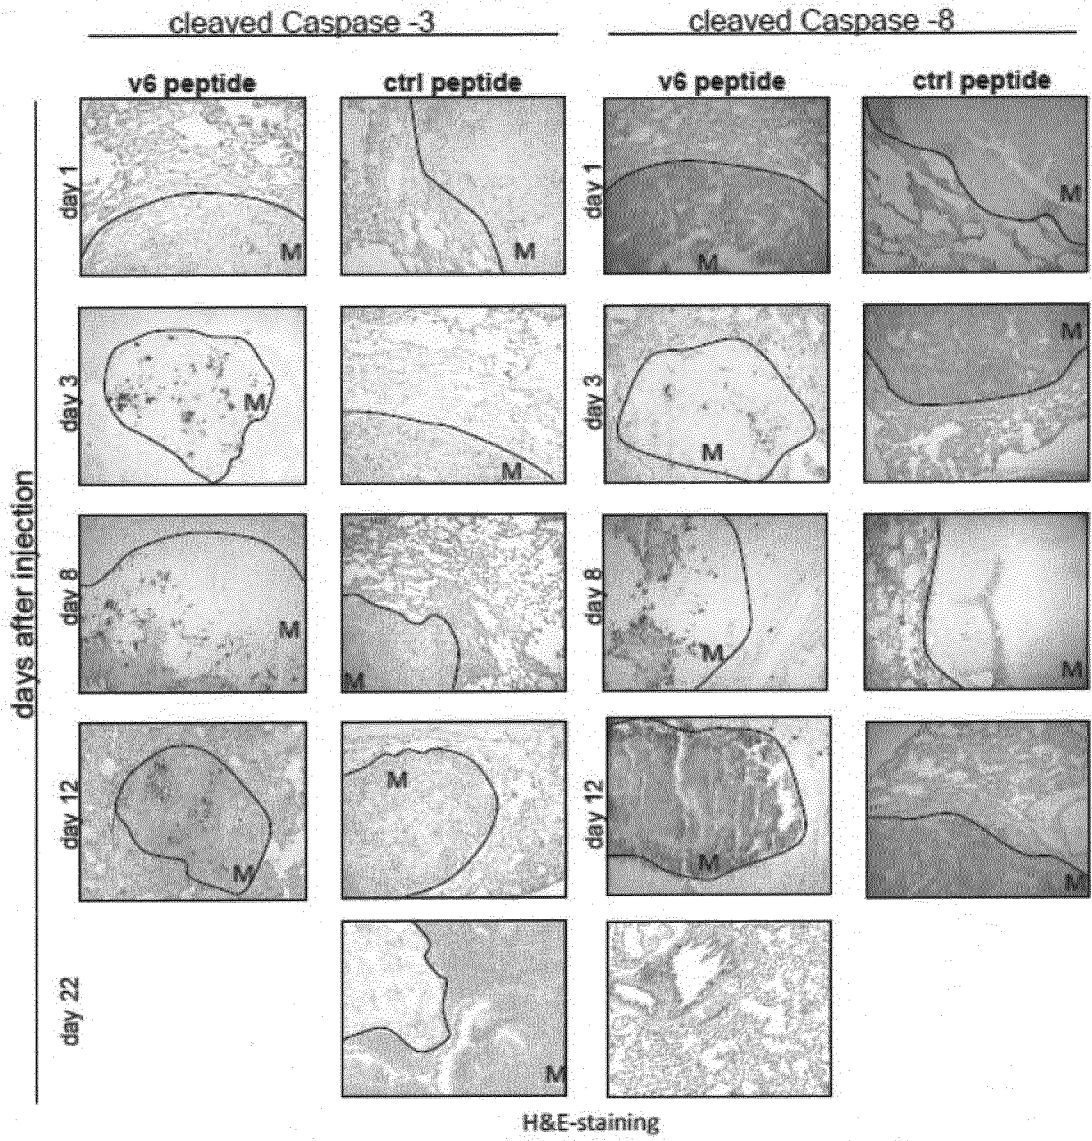 cleaved Caspase -3 cleaved Caspase -8
v6 peptide ctrl peptide v6 peptide ctrl peptide
days after injection
day 1 M M day 1 M M
day 3 M M day 3 M M
day 8 M M day 8 M M
day 12 M M day 12 M M
day 22 M
H&E-staining